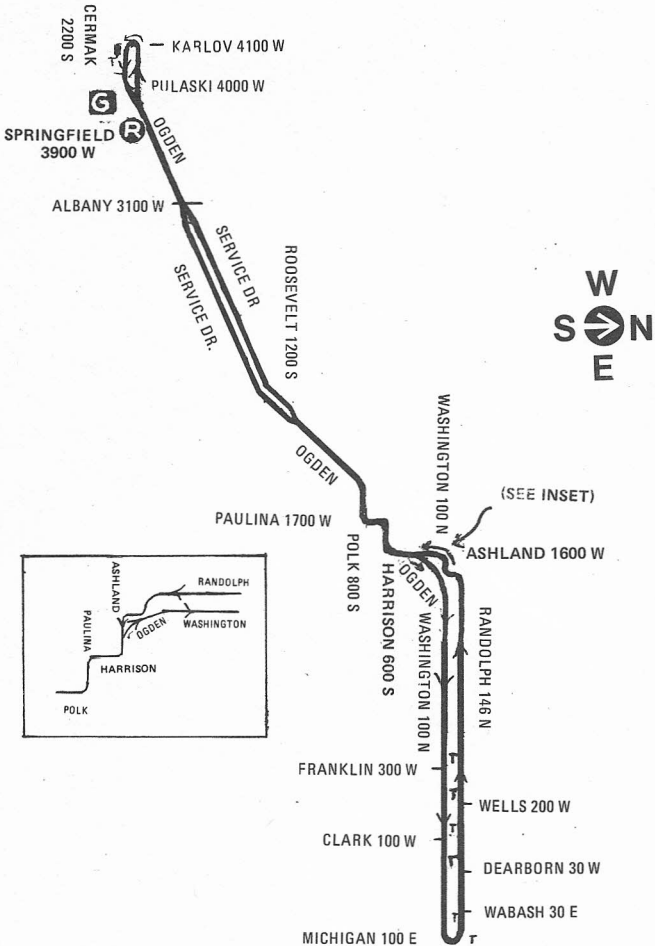 CERMAK
2200 S
KARLOV 4100 W
PULASKI 4000 W
G
SPRINGFIELD
3900 W
R
OGDEN
ALBANY 3100 W
SERVICE DR
SERVICE DR.
ROOSEVELT 1200 S
W
S N
E
OGDEN
WASHINGTON 100 N
(SEE INSET)
PAULINA 1700 W
ASHLAND 1600 W
POLK 800 S
HARRISON 600 S
OGDEN
WASHINGTON 100 N
RANDOLPH 146 N
ASHLAND
RANDOLPH
PAULINA
OGDEN
WASHINGTON
HARRISON
POLK
FRANKLIN 300 W
T
T
WELLS 200 W
T
CLARK 100 W
T
DEARBORN 30 W
T
WABASH 30 E
MICHIGAN 100 E
T